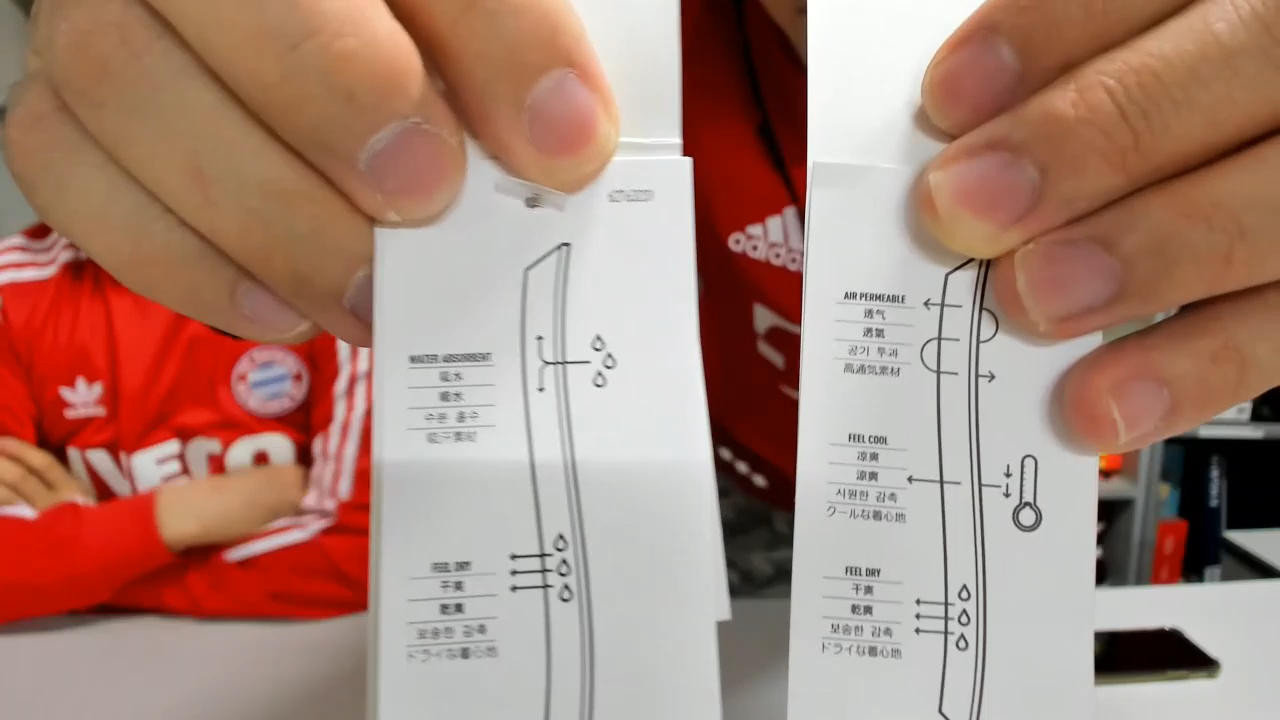 adidas
WATER ABSORBENT
吸水
吸水
수분 흡수
FEEL DRY
干爽
乾爽
보송한 감촉
ドライな着心地
AIR PERMEABLE
透气
透氣
공기 투과
高通気素材
FEEL COOL
凉爽
涼爽
시원한 감촉
クールな着心地
FEEL DRY
干爽
乾爽
보송한 감촉
ドライな着心地